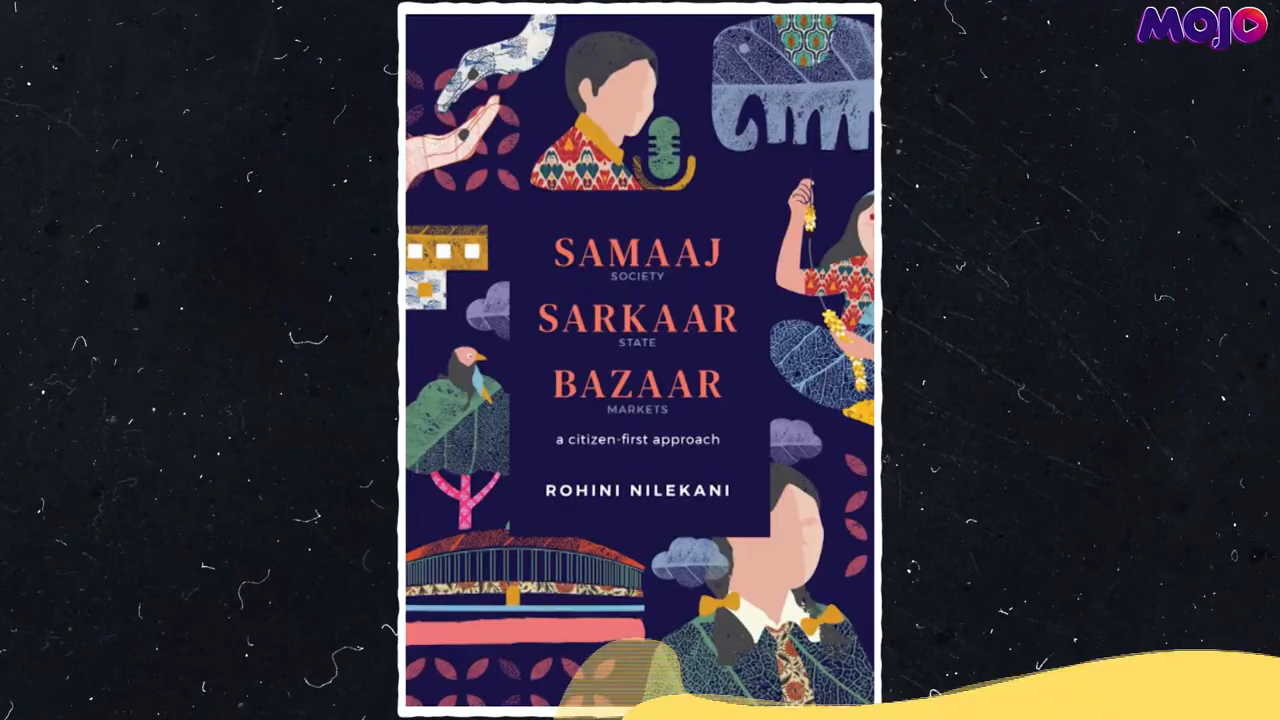 MOJO
SAMAAJ
SOCIETY
SARKAAR
STATE
BAZAAR
MARKETS
a citizen-first approach
ROHINI NILEKANI